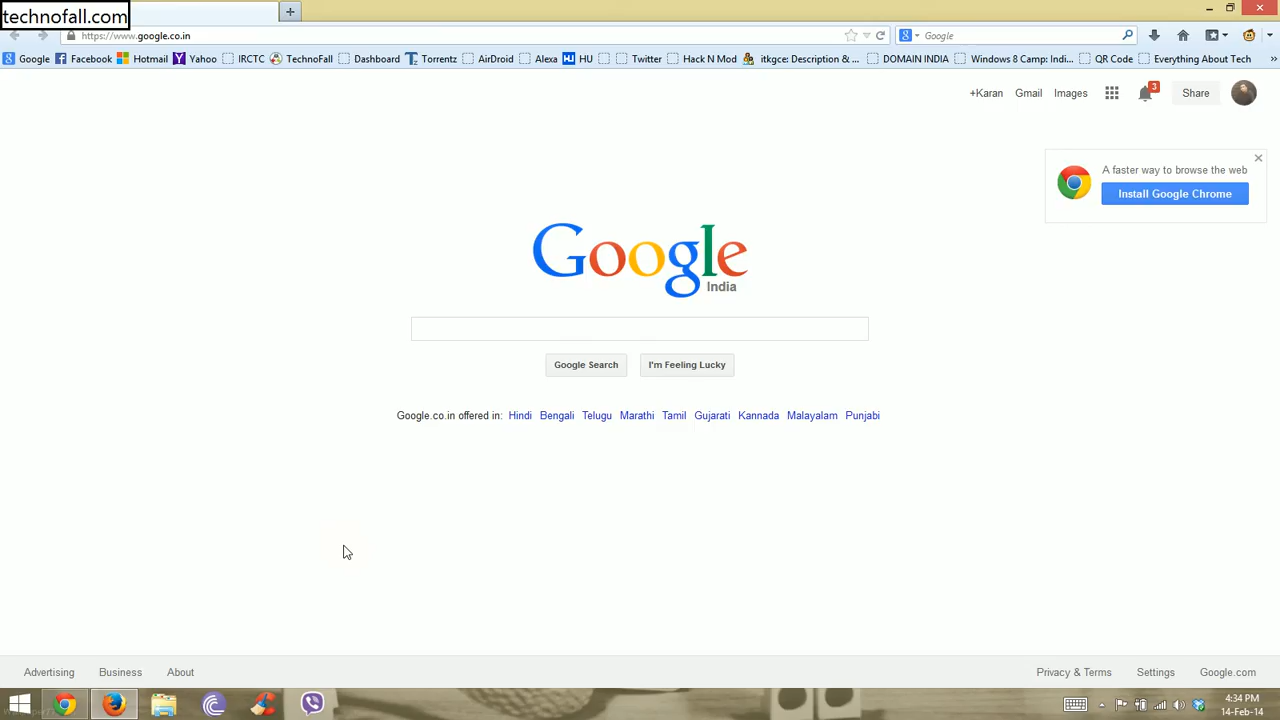 technofall.com
https://www.google.co.in
Google
Google Facebook Hotmail Yahoo IRCTC TechnoFall Dashboard Torrentz AirDroid Alexa HU Twitter Hack N Mod itkgce: Description & ... DOMAIN INDIA Windows 8 Camp: Indi... QR Code Everything About Tech
+Karan Gmail Images 3 Share
A faster way to browse the web
Install Google Chrome
Google
India
Google Search I'm Feeling Lucky
Google.co.in offered in: Hindi Bengali Telugu Marathi Tamil Gujarati Kannada Malayalam Punjabi
Advertising Business About Privacy & Terms Settings Google.com
4:34 PM
14-Feb-14